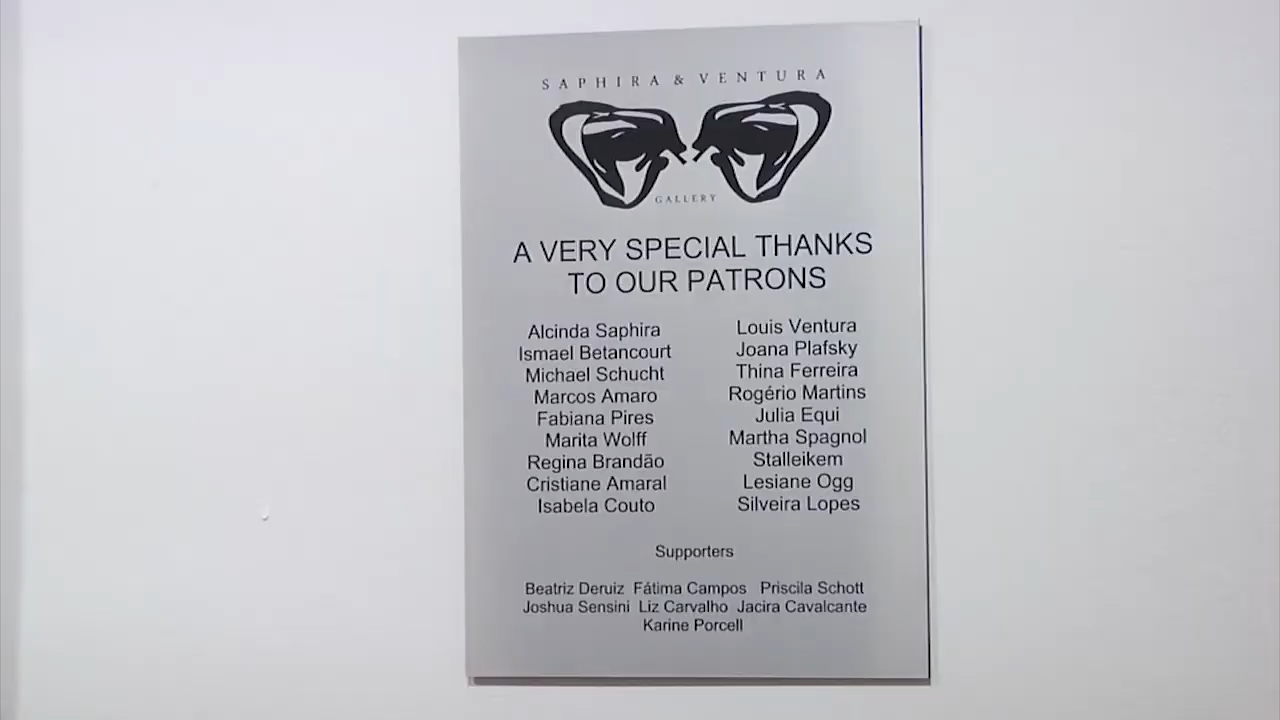 SAPHIRA & VENTURA
GALLERY
A VERY SPECIAL THANKS
TO OUR PATRONS
Alcinda Saphira
Ismael Betancourt
Michael Schucht
Marcos Amaro
Fabiana Pires
Marita Wolff
Regina Brandão
Cristiane Amaral
Isabela Couto
Louis Ventura
Joana Plafsky
Thina Ferreira
Rogério Martins
Julia Equi
Martha Spagnol
Stalleikem
Lesiane Ogg
Silveira Lopes
Supporters
Beatriz Deruiz Fátima Campos Priscila Schott
Joshua Sensini Liz Carvalho Jacira Cavalcante
Karine Porcell